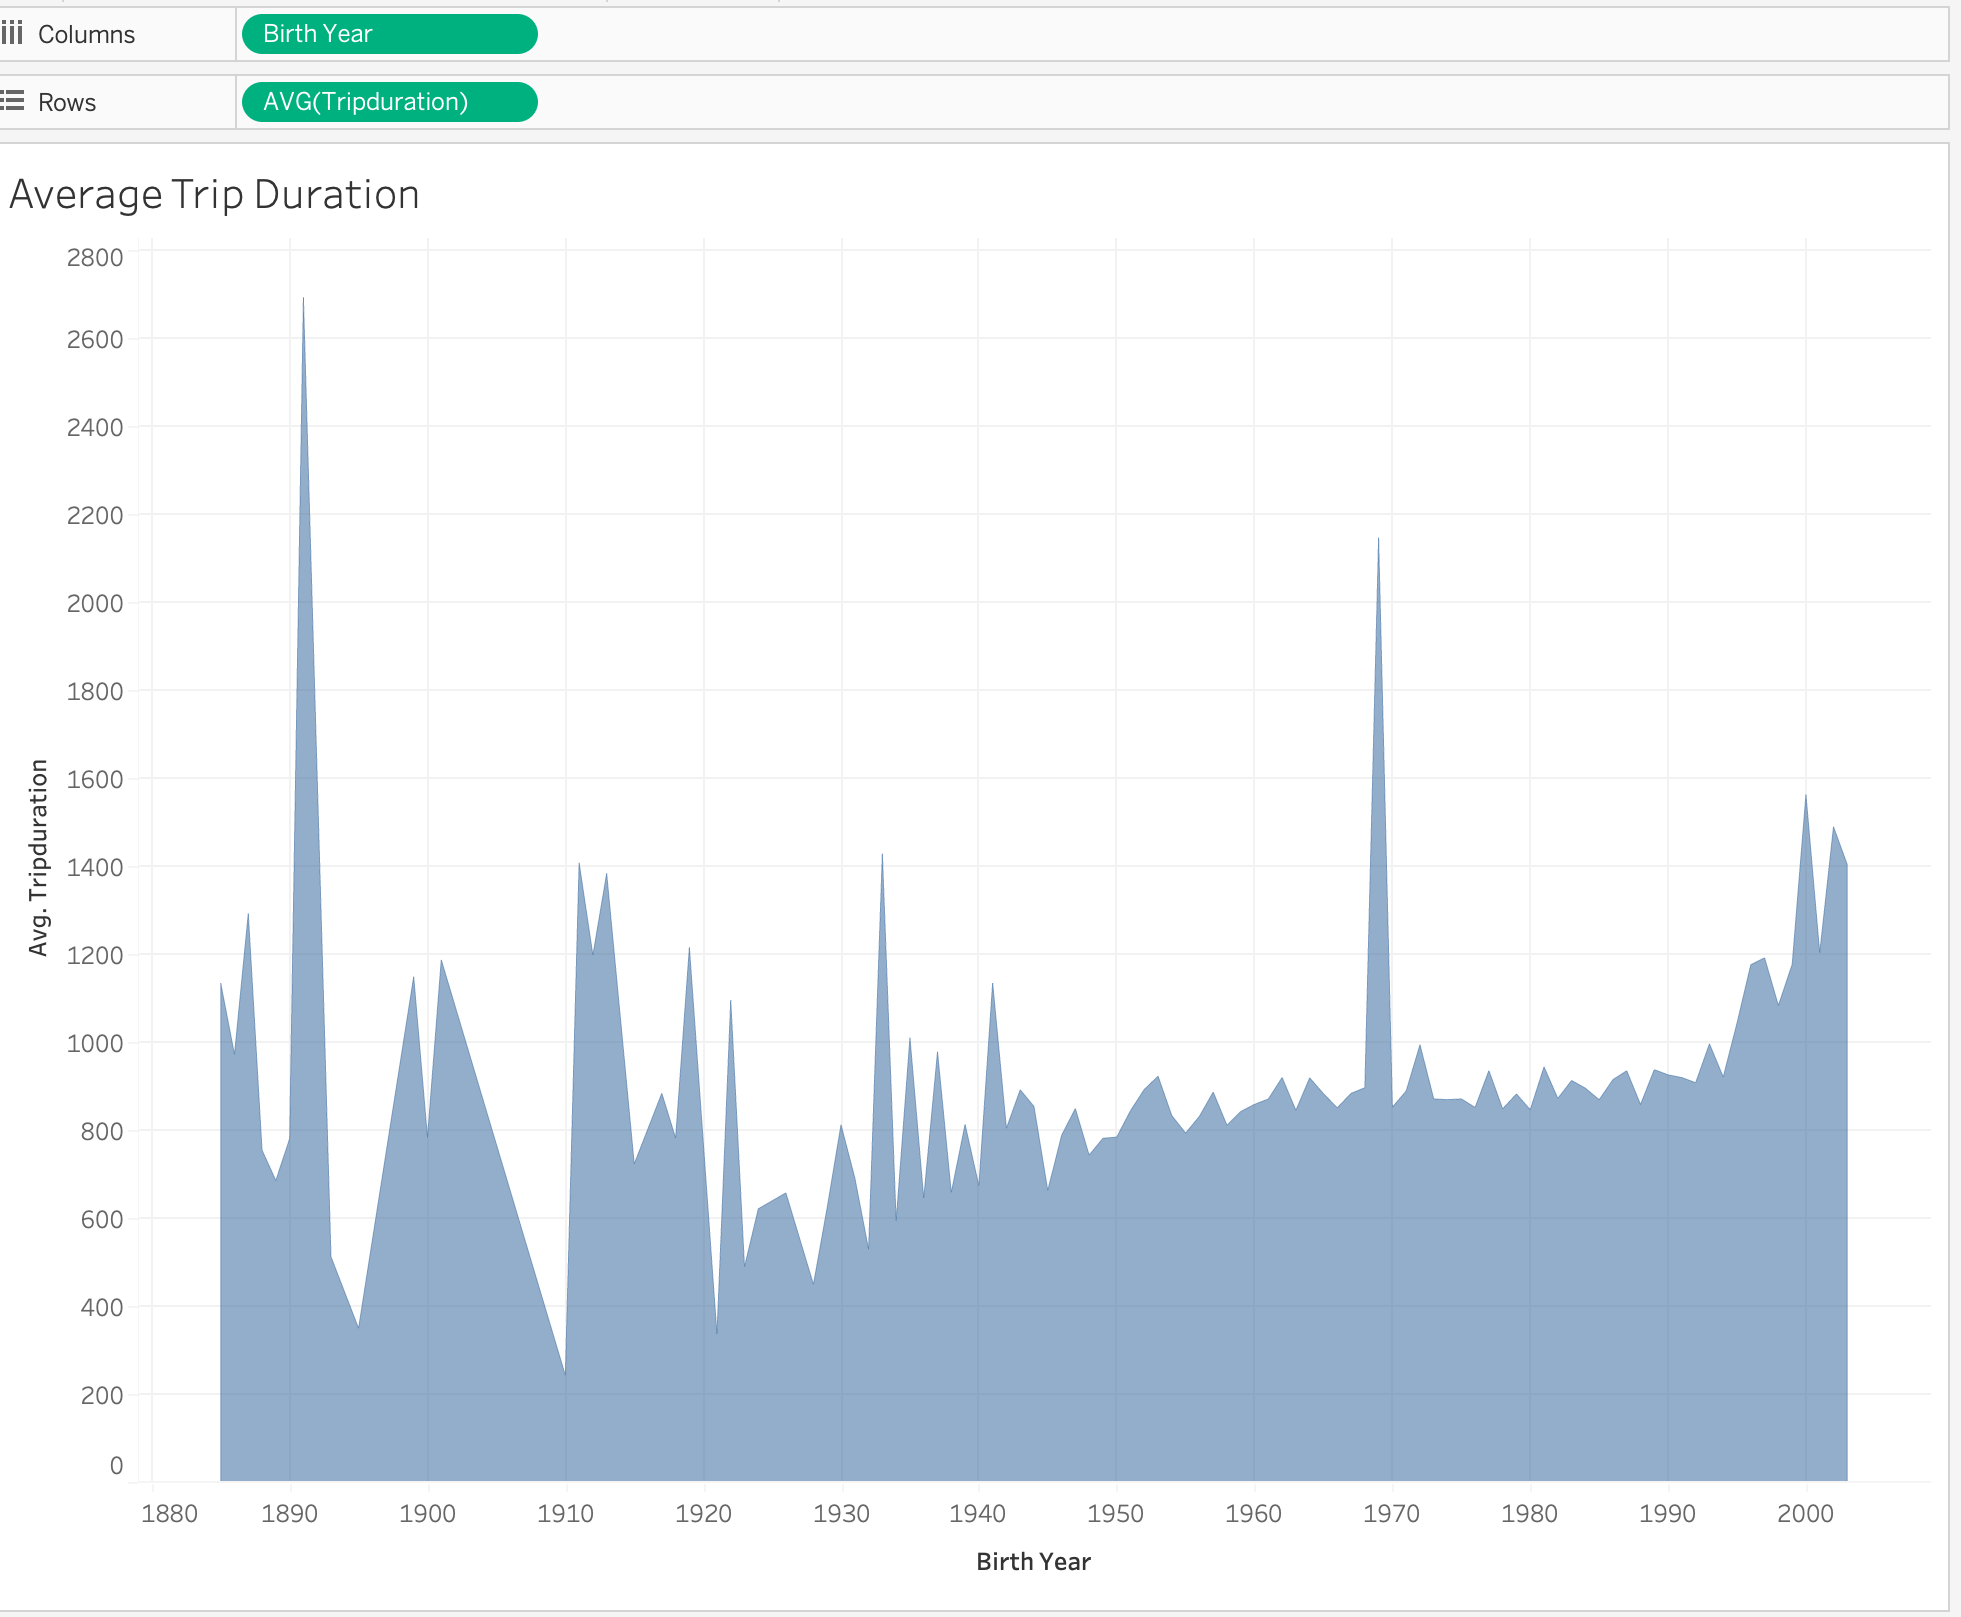 Columns
Birth Year
Rows
AVG(Tripduration)
Average Trip Duration
2800
2600
2400
2200
2000
1800
1600
1400
1200
1000
800
600
400
200
0
Avg. Tripduration
1880 1890 1900 1910 1920 1930 1940 1950 1960 1970 1980 1990 2000
Birth Year